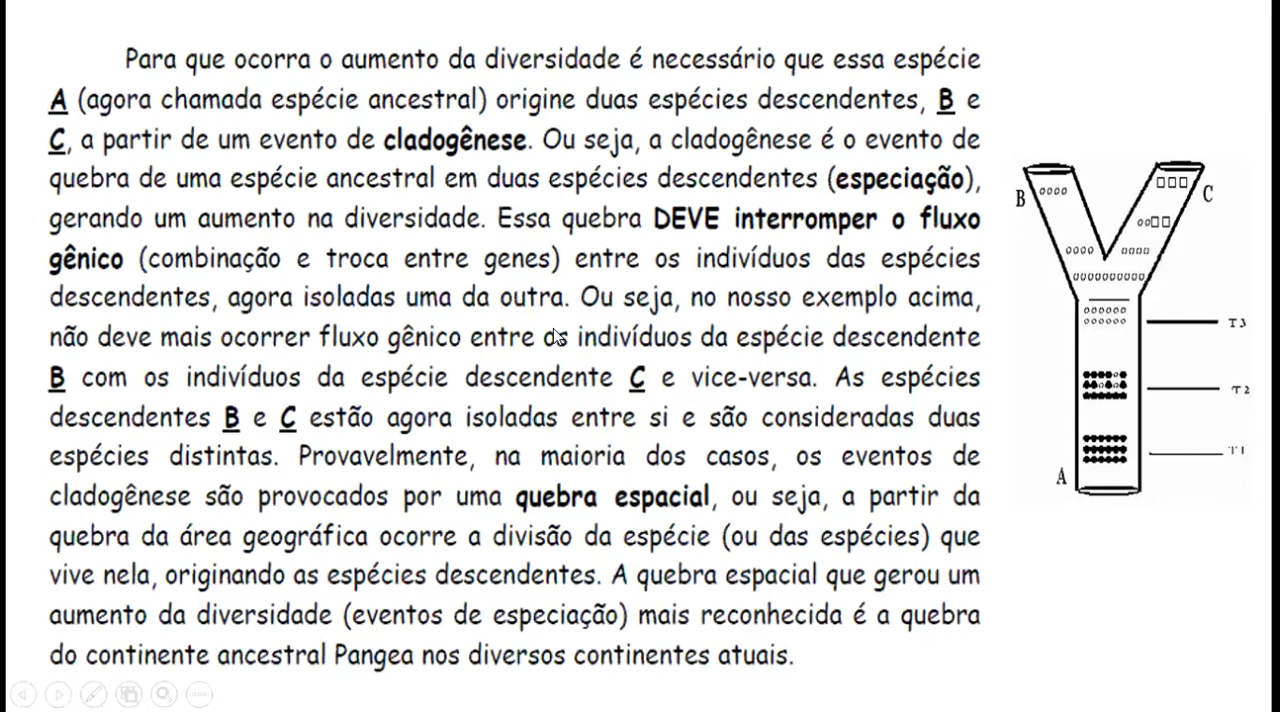 Para que ocorra o aumento da diversidade é necessário que essa espécie
A (agora chamada espécie ancestral) origine duas espécies descendentes, B e
C, a partir de um evento de cladogênese. Ou seja, a cladogênese é o evento de
quebra de uma espécie ancestral em duas espécies descendentes (especiação),
gerando um aumento na diversidade. Essa quebra DEVE interromper o fluxo
gênico (combinação e troca entre genes) entre os indivíduos das espécies
descendentes, agora isoladas uma da outra. Ou seja, no nosso exemplo acima,
não deve mais ocorrer fluxo gênico entre os indivíduos da espécie descendente
B com os indivíduos da espécie descendente C e vice-versa. As espécies
descendentes B e C estão agora isoladas entre si e são consideradas duas
espécies distintas. Provavelmente, na maioria dos casos, os eventos de
cladogênese são provocados por uma quebra espacial, ou seja, a partir da
quebra da área geográfica ocorre a divisão da espécie (ou das espécies) que
vive nela, originando as espécies descendentes. A quebra espacial que gerou um
aumento da diversidade (eventos de especiação) mais reconhecida é a quebra
do continente ancestral Pangea nos diversos continentes atuais.
B
C
T3
T2
T1
A